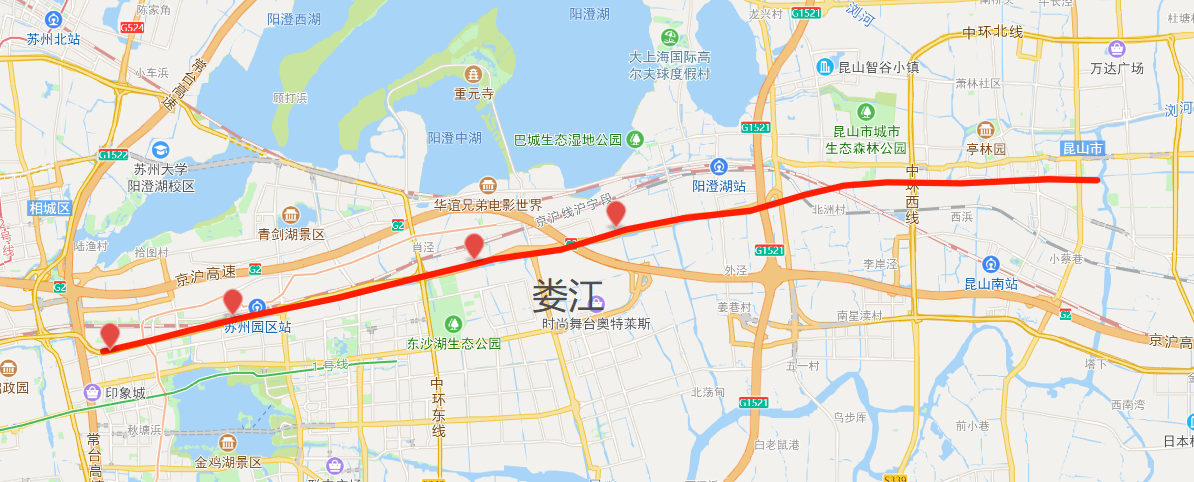 陈家角
苏州北站
G524
阳澄西湖
阳澄湖
龙兴村
G1521
浏河
中环北线
万达广场
小车浜
常台高速
顾打浜
重元寺
大上海国际高
尔夫球度假村
昆山智谷小镇
萧林社区
浏河
阳澄中湖
巴城生态湿地公园
G1521
昆山市城市
生态森林公园
亭林园
昆山市
G1522
苏州大学
阳澄湖校区
阳澄湖站
中环西线
相城区
华谊兄弟电影世界
京沪线沪宁段
北洲村
西浜
青剑湖景区
G2
陆渔村
拾图村
肖泾
G2
G1521
小蔡巷
京沪高速
G2
外泾
李岸泾
昆山南站
G2
娄江
姜巷村
时尚舞台奥特莱斯
南星渎村
G2
苏州园区站
东沙湖生态公园
京沪高
1号线
五一村
塔下
印象城
中环东线
北荡甸
G1521
西南湾
鸟步库
前小巷
秋塘浜
常台高
金鸡湖景区
白老鼠港
S339